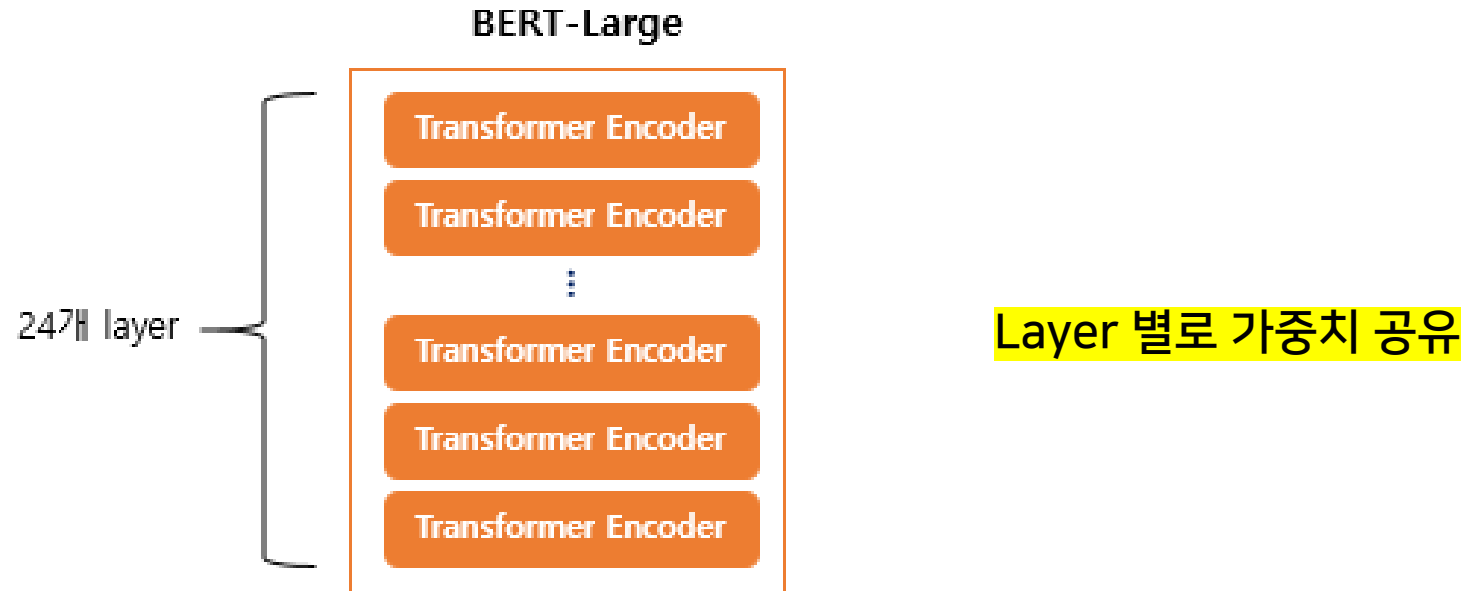 BERT-Large
Transformer Encoder
Transformer Encoder
⋮
24개 layer
Transformer Encoder
Layer 별로 가중치 공유
Transformer Encoder
Transformer Encoder